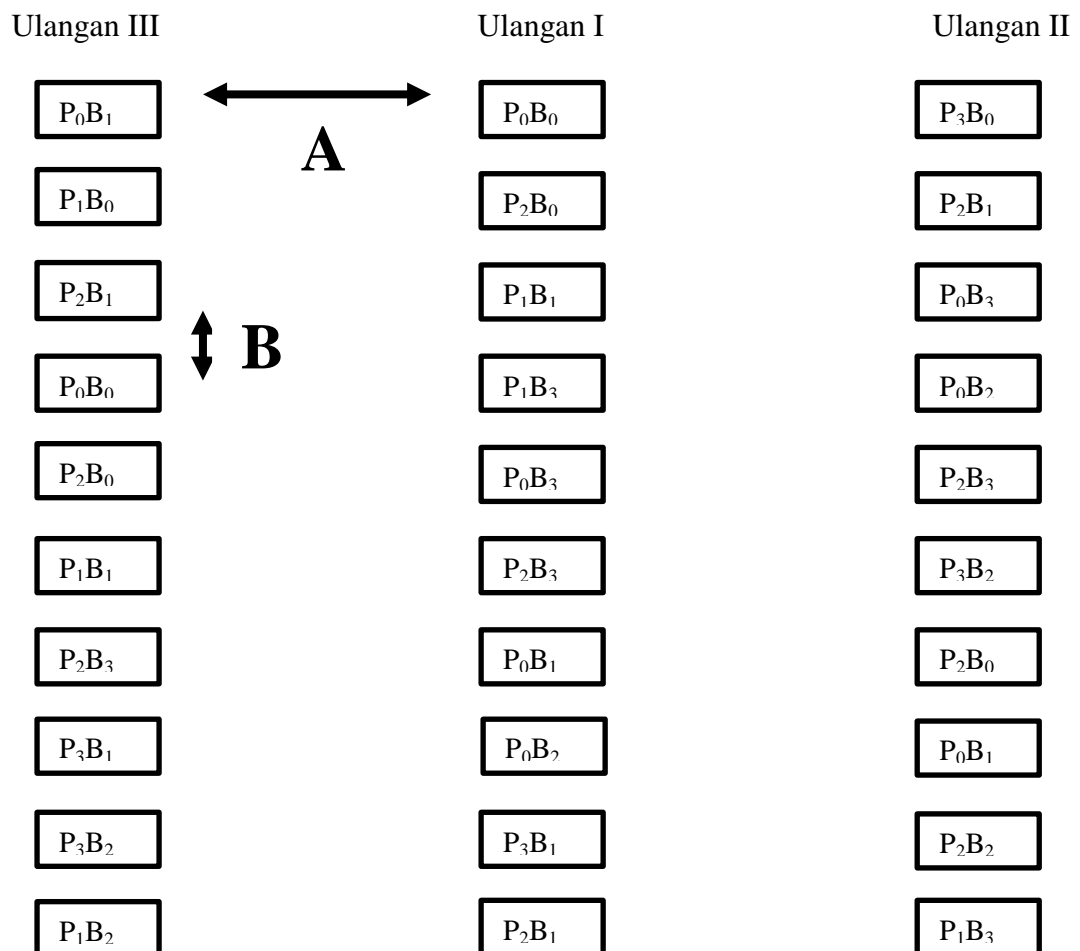 Ulangan III Ulangan I Ulangan II
P₀B₁ P₀B₀ P₃B₀
A
P₁B₀ P₂B₀ P₂B₁
P₂B₁ P₁B₁ P₀B₃
B
P₀B₀ P₁B₃ P₀B₂
P₂B₀ P₀B₃ P₂B₃
P₁B₁ P₂B₃ P₃B₂
P₂B₃ P₀B₁ P₂B₀
P₃B₁ P₀B₂ P₀B₁
P₃B₂ P₃B₁ P₂B₂
P₁B₂ P₂B₁ P₁B₃